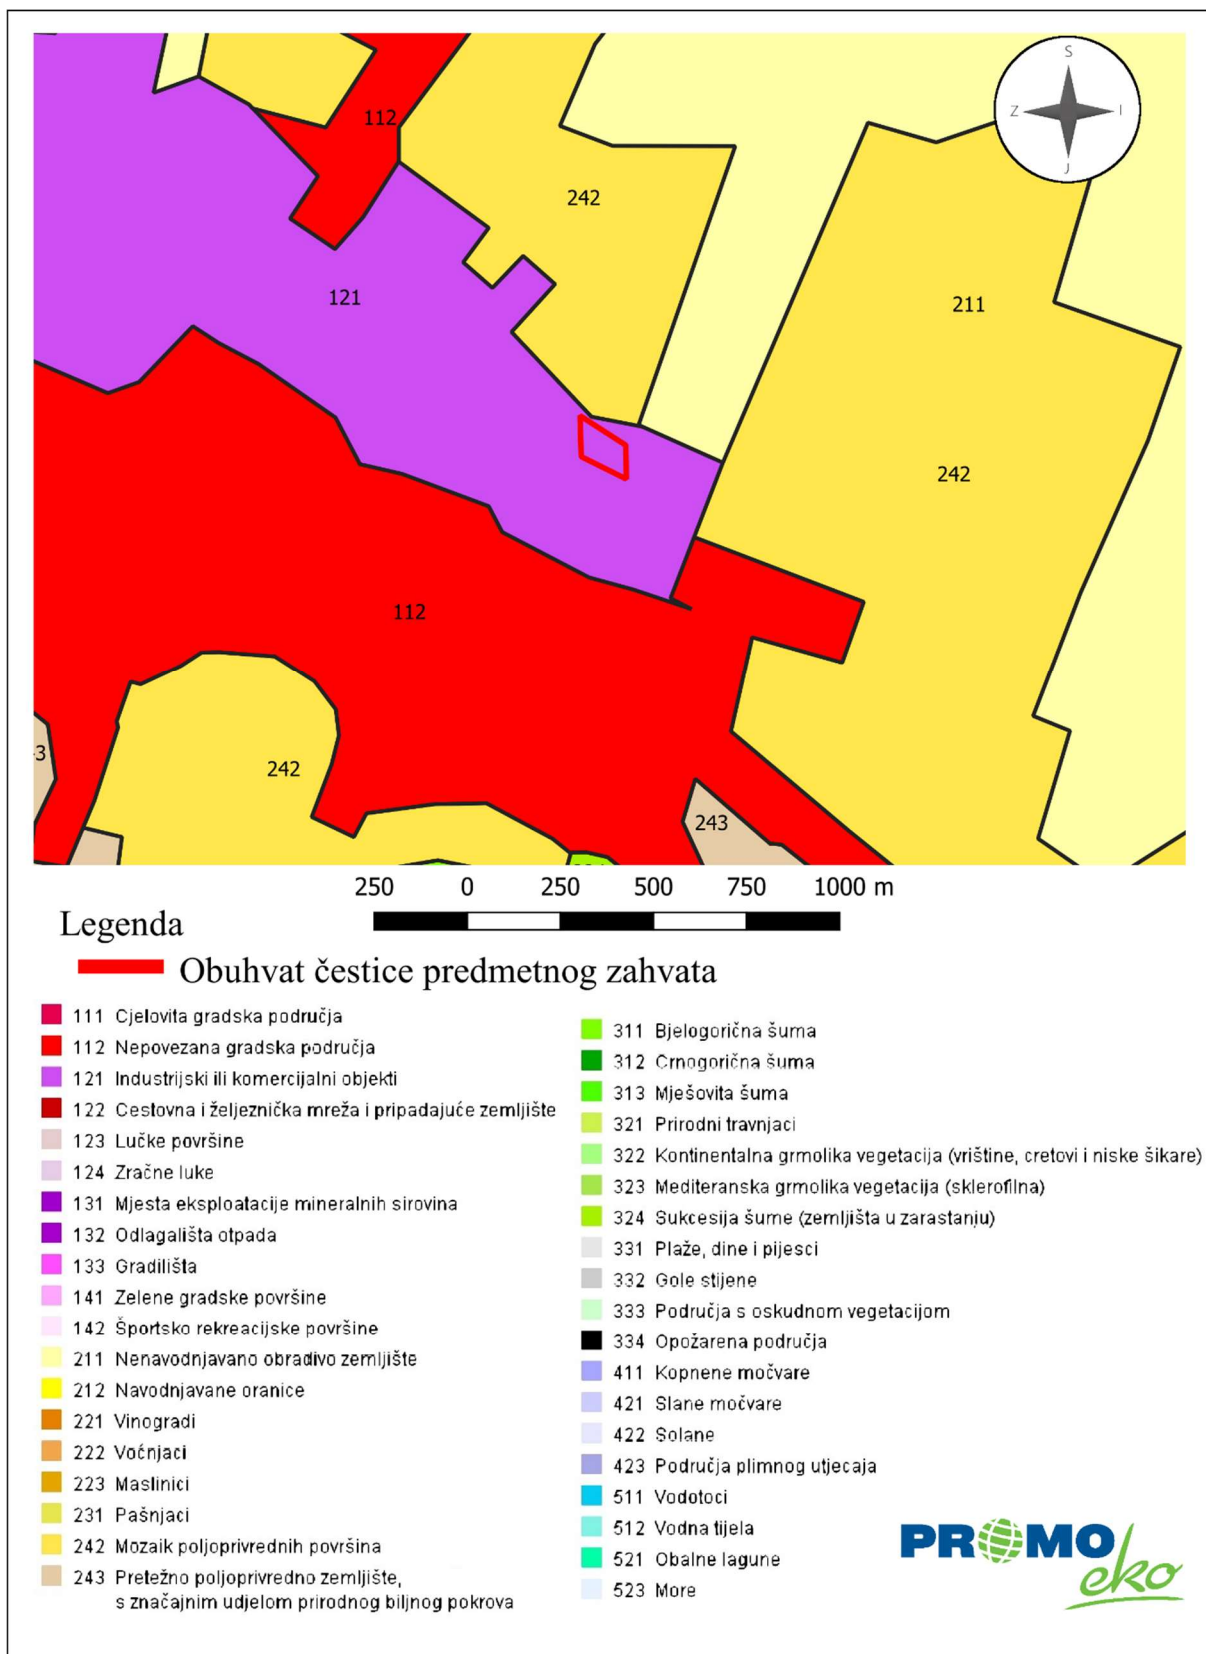 S
Z I
J
112
242
121
211
242
112
242
243
250 0 250 500 750 1000 m
Legenda
Obuhvat čestice predmetnog zahvata
111 Cjelovita gradska područja
112 Nepovezana gradska područja
121 Industrijski ili komercijalni objekti
122 Cestovna i željeznička mreža i pripadajuće zemljište
123 Lučke površine
124 Zračne luke
131 Mjesta eksploatacije mineralnih sirovina
132 Odlagališta otpada
133 Gradilišta
141 Zelene gradske površine
142 Športsko rekreacijske površine
211 Nenavodnjavano obradivo zemljište
212 Navodnjavane oranice
221 Vinogradi
222 Voćnjaci
223 Maslinici
231 Pašnjaci
242 Mozaik poljoprivrednih površina
243 Pretežno poljoprivredno zemljište,
s značajnim udjelom prirodnog biljnog pokrova
311 Bjelogorična šuma
312 Crnogorična šuma
313 Mješovita šuma
321 Prirodni travnjaci
322 Kontinentalna grmolika vegetacija (vrištine, cretovi i niske šikare)
323 Mediteranska grmolika vegetacija (sklerofilna)
324 Sukcesija šume (zemljišta u zarastanju)
331 Plaže, dine i pijesci
332 Gole stijene
333 Područja s oskudnom vegetacijom
334 Opožarena područja
411 Kopnene močvare
421 Slane močvare
422 Solane
423 Područja plimnog utjecaja
511 Vodotoci
512 Vodna tijela
521 Obalne lagune
523 More
PROMO
eko